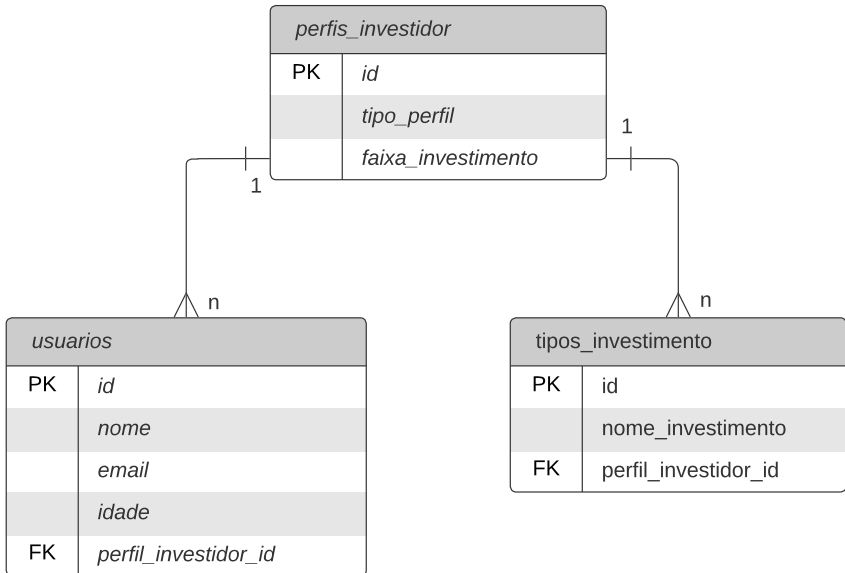 perfis_investidor
PK id
tipo_perfil
faixa_investimento
1
1
n
n
usuarios
PK id
nome
email
idade
FK perfil_investidor_id
tipos_investimento
PK id
nome_investimento
FK perfil_investidor_id